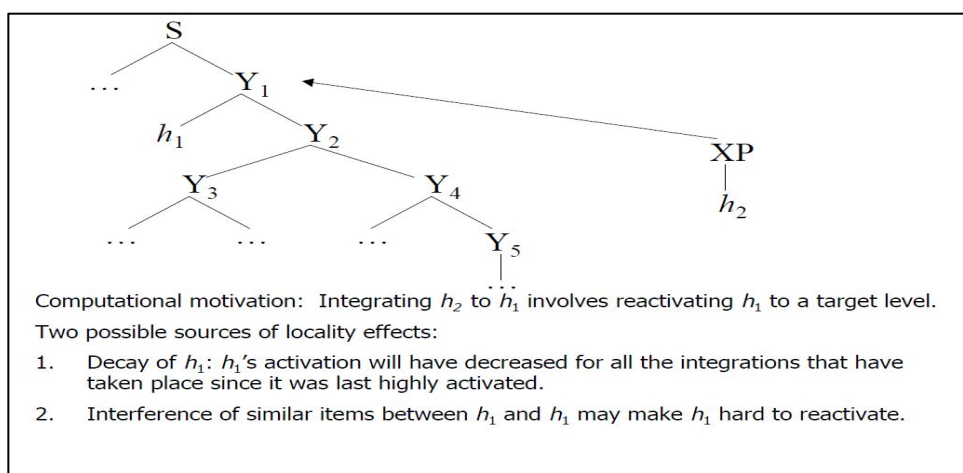 S
... Y₁
h₁ Y₂ XP
Y₃ Y₄ h₂
... ... ... Y₅
...
Computational motivation: Integrating h₂ to h₁ involves reactivating h₁ to a target level.
Two possible sources of locality effects:
1. Decay of h₁: h₁'s activation will have decreased for all the integrations that have
taken place since it was last highly activated.
2. Interference of similar items between h₁ and h₁ may make h₁ hard to reactivate.